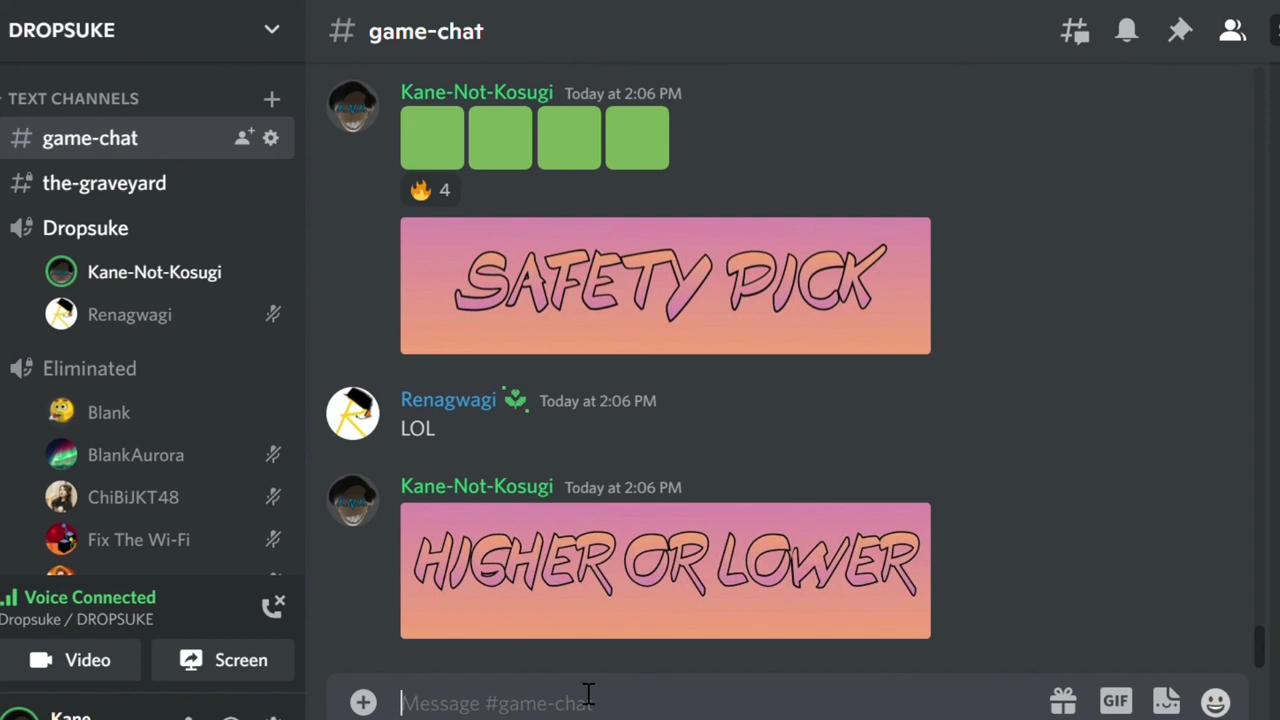 DROPSUKE
# game-chat
TEXT CHANNELS
# game-chat
# the-graveyard
Dropsuke
Kane-Not-Kosugi
Renagwagi
Eliminated
Blank
BlankAurora
ChiBiJKT48
Fix The Wi-Fi
Voice Connected
Dropsuke / DROPSUKE
Video
Screen
Kane
Kane-Not-Kosugi Today at 2:06 PM
4
SAFETY PICK
Renagwagi Today at 2:06 PM
LOL
Kane-Not-Kosugi Today at 2:06 PM
HIGHER OR LOWER
Message #game-chat
GIF